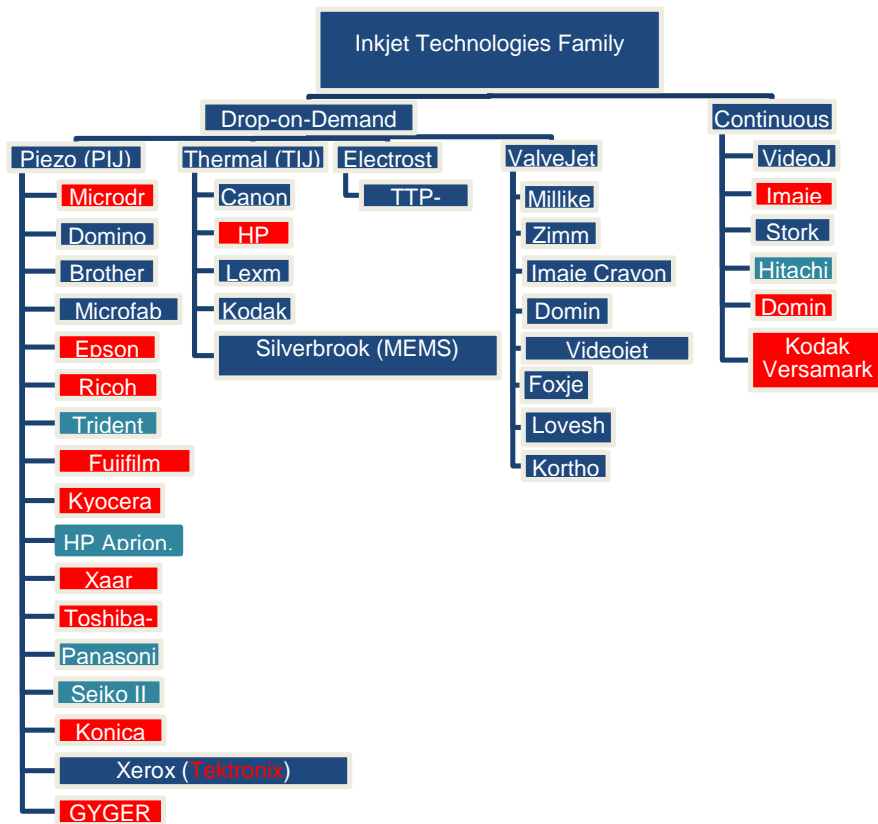 Inkjet Technologies Family
Drop-on-Demand
Continuous
Piezo (PIJ)
Thermal (TIJ)
Electrost
ValveJet
Microdr
Domino
Brother
Microfab
Epson
Ricoh
Trident
Fujifilm
Kyocera
HP Aprion,
Xaar
Toshiba-
Panasoni
Seiko II
Konica
Xerox (Tektronix)
GYGER
Canon
HP
Lexm
Kodak
Silverbrook (MEMS)
TTP-
Millike
Zimm
Imaje Crayon
Domin
Videojet
Foxje
Lovesh
Kortho
VideoJ
Imaje
Stork
Hitachi
Domin
Kodak
Versamark